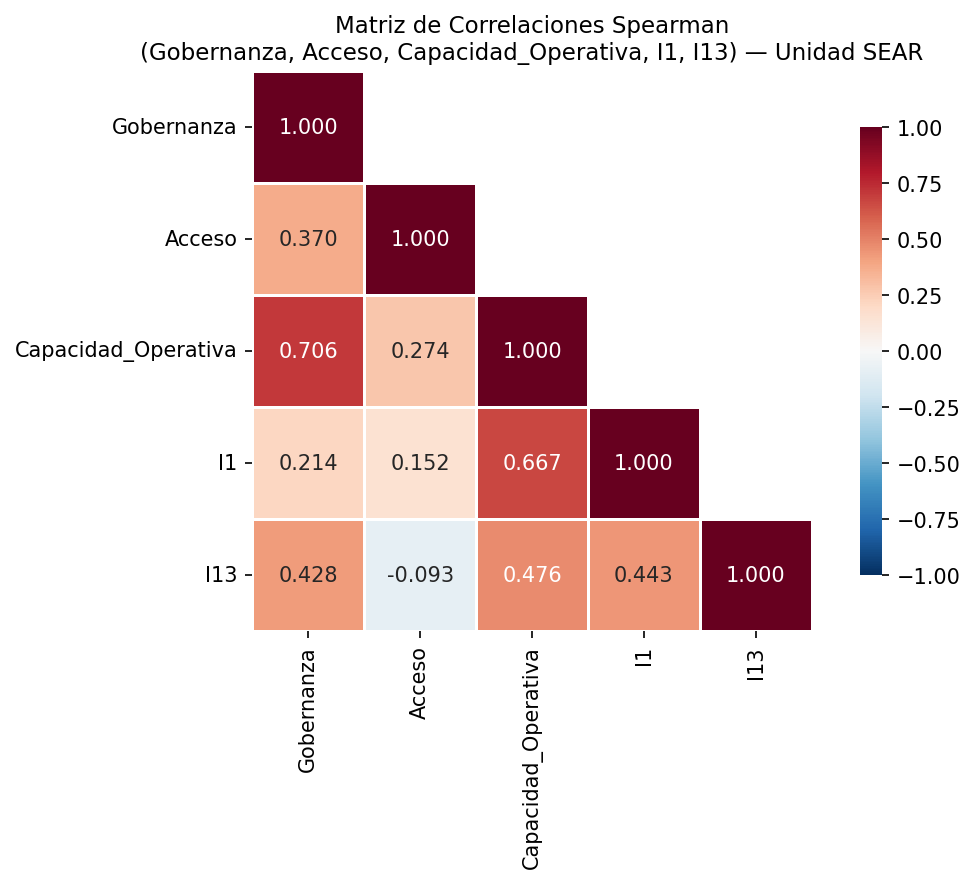 Matriz de Correlaciones Spearman
(Gobernanza, Acceso, Capacidad_Operativa, I1, I13) — Unidad SEAR
Gobernanza 1.000
Acceso 0.370 1.000
Capacidad_Operativa 0.706 0.274 1.000
I1 0.214 0.152 0.667 1.000
I13 0.428 -0.093 0.476 0.443 1.000
Gobernanza
Acceso
Capacidad_Operativa
I1
I13
1.00
0.75
0.50
0.25
0.00
−0.25
−0.50
−0.75
−1.00